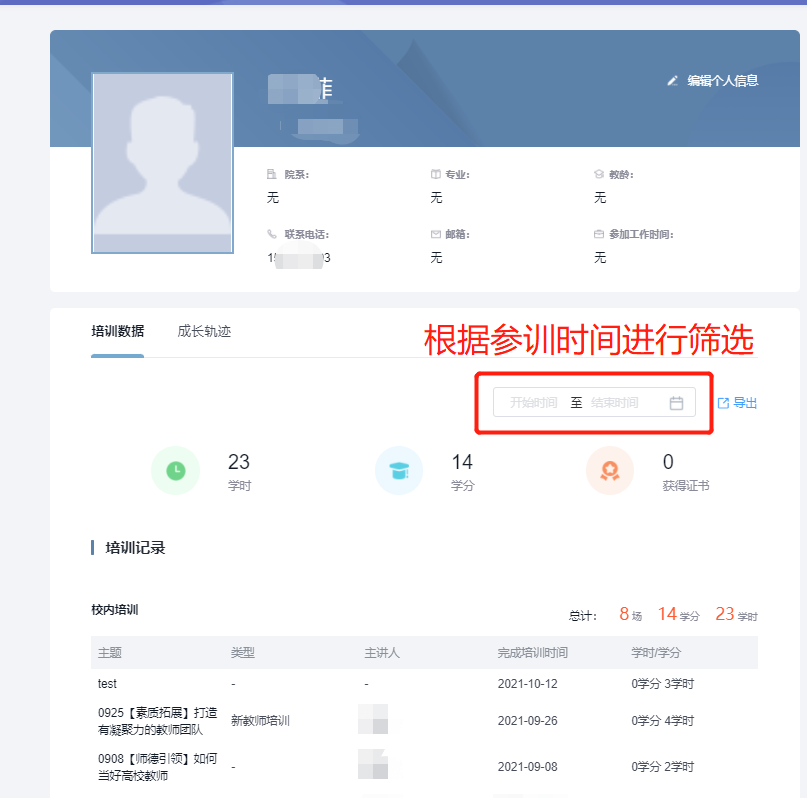 菲
编辑个人信息
院系: 专业: 教龄:
无 无 无
联系电话: 邮箱: 参加工作时间:
无 无
培训数据 成长轨迹
根据参训时间进行筛选
开始时间 至 结束时间 导出
23 14 0
学时 学分 获得证书
培训记录
校内培训
总计: 8场 14学分 23学时
主题 类型 主讲人 完成培训时间 学时/学分
test - - 2021-10-12 0学分 3学时
0925【素质拓展】打造
有凝聚力的教师团队 新教师培训 2021-09-26 0学分 4学时
0908【师德引领】如何
当好高校教师 - 2021-09-08 0学分 2学时